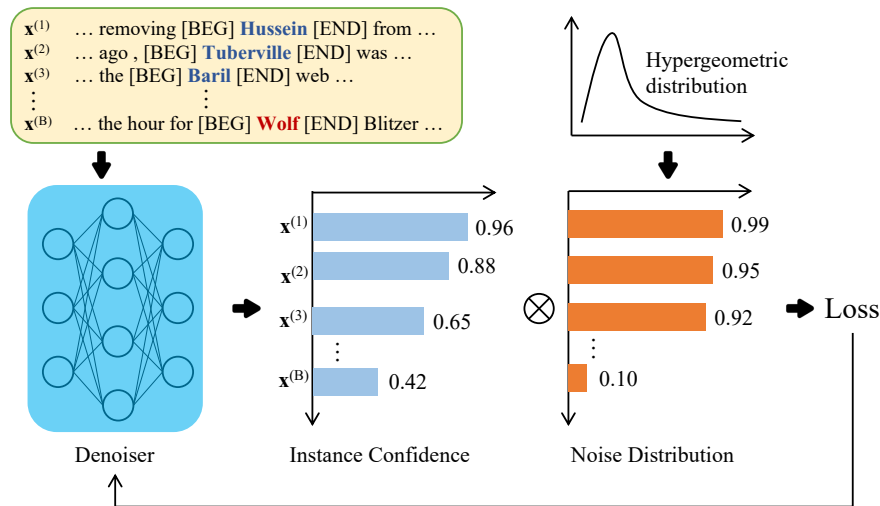 x(1) … removing [BEG] Hussein [END] from …
x(2) … ago , [BEG] Tuberville [END] was …
x(3) … the [BEG] Baril [END] web …
⋮ ⋮
x(B) … the hour for [BEG] Wolf [END] Blitzer …
Hypergeometric
distribution
x(1) 0.96
x(2) 0.88
x(3) 0.65
⋮
x(B) 0.42
⊗
0.99
0.95
0.92
⋮
0.10
Loss
Denoiser
Instance Confidence
Noise Distribution